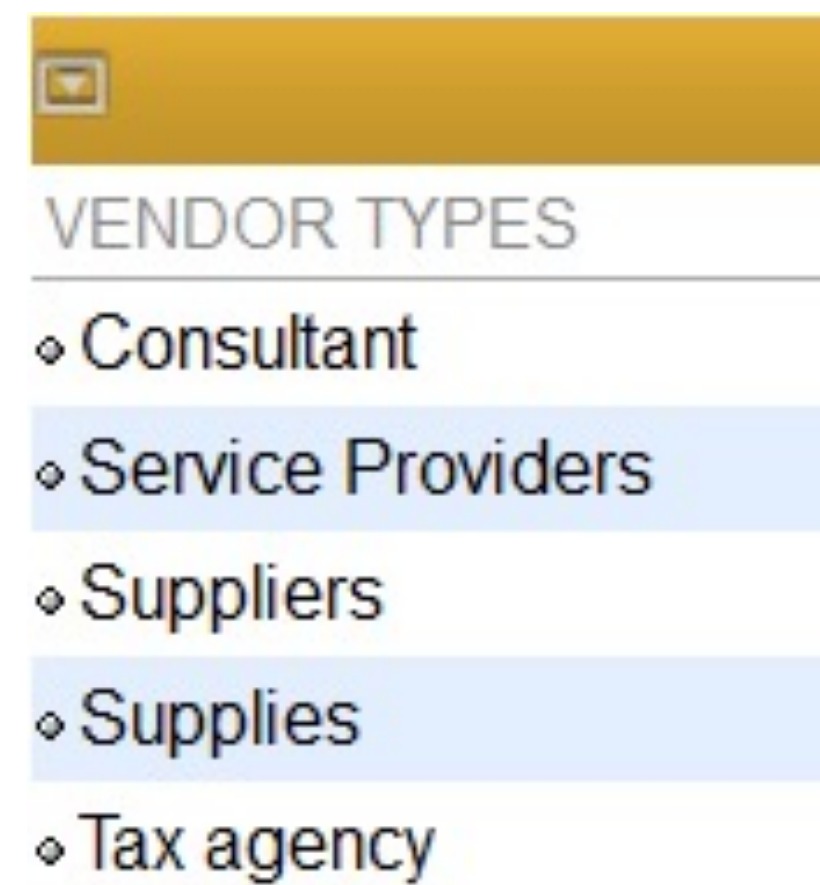 VENDOR TYPES
Consultant
Service Providers
Suppliers
Supplies
Tax agency